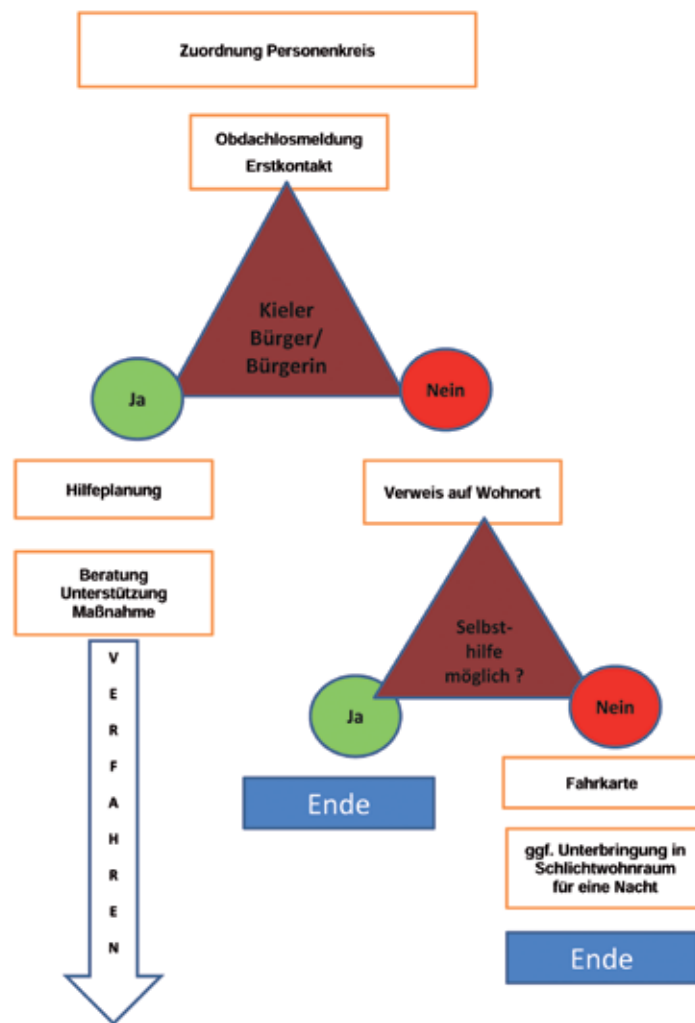 Zuordnung Personenkreis
Obdachlosmeldung
Erstkontakt
Kieler
Bürger/
Bürgerin
Ja
Nein
Hilfeplanung
Verweis auf Wohnort
Beratung
Unterstützung
Maßnahme
Selbst-
hilfe
möglich ?
Ja
Nein
V
E
R
F
A
H
R
E
N
Ende
Fahrkarte
ggf. Unterbringung in
Schlichtwohnraum
für eine Nacht
Ende